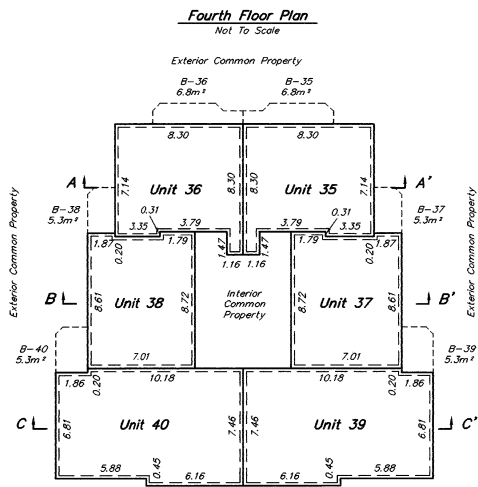 Fourth Floor Plan
Not To Scale
Exterior Common Property
B-36
6.8m²
B-35
6.8m²
8.30
8.30
7.14
Unit 36
8.30
8.30
Unit 35
7.14
A
A'
B-38
5.3m²
0.31
3.79
3.35
1.79
1.47
1.16
1.16
1.47
3.79
0.31
3.35
1.79
B-37
5.3m²
1.87
0.20
0.20
1.87
Exterior Common Property
Exterior Common Property
B
8.61
Unit 38
8.72
Interior
Common
Property
8.72
Unit 37
8.61
B'
7.01
7.01
B-40
5.3m²
B-39
5.3m²
1.86
0.20
10.18
10.18
0.20
1.86
C
6.81
Unit 40
7.46
7.46
Unit 39
6.81
C'
5.88
0.45
6.16
6.16
0.45
5.88